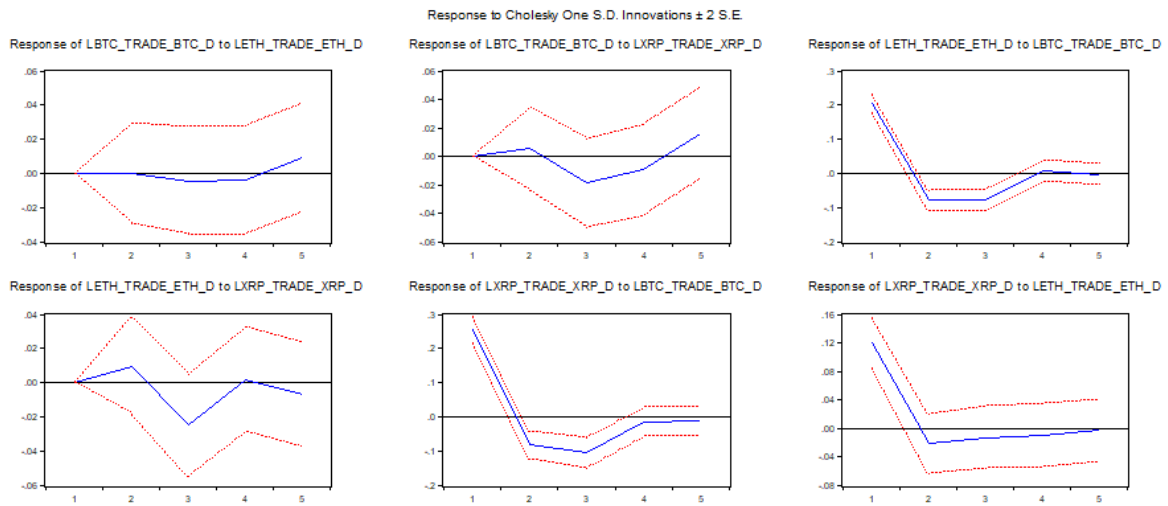 Response to Cholesky One S.D. Innovations ± 2 S.E.
Response of LBTC_TRADE_BTC_D to LETH_TRADE_ETH_D
.06
.04
.02
.00
-.02
-.04
1 2 3 4 5
Response of LBTC_TRADE_BTC_D to LXRP_TRADE_XRP_D
.06
.04
.02
.00
-.02
-.04
-.06
1 2 3 4 5
Response of LETH_TRADE_ETH_D to LBTC_TRADE_BTC_D
.3
.2
.1
.0
-.1
-.2
1 2 3 4 5
Response of LETH_TRADE_ETH_D to LXRP_TRADE_XRP_D
.04
.02
.00
-.02
-.04
-.06
1 2 3 4 5
Response of LXRP_TRADE_XRP_D to LBTC_TRADE_BTC_D
.3
.2
.1
.0
-.1
-.2
1 2 3 4 5
Response of LXRP_TRADE_XRP_D to LETH_TRADE_ETH_D
.16
.12
.08
.04
.00
-.04
-.08
1 2 3 4 5